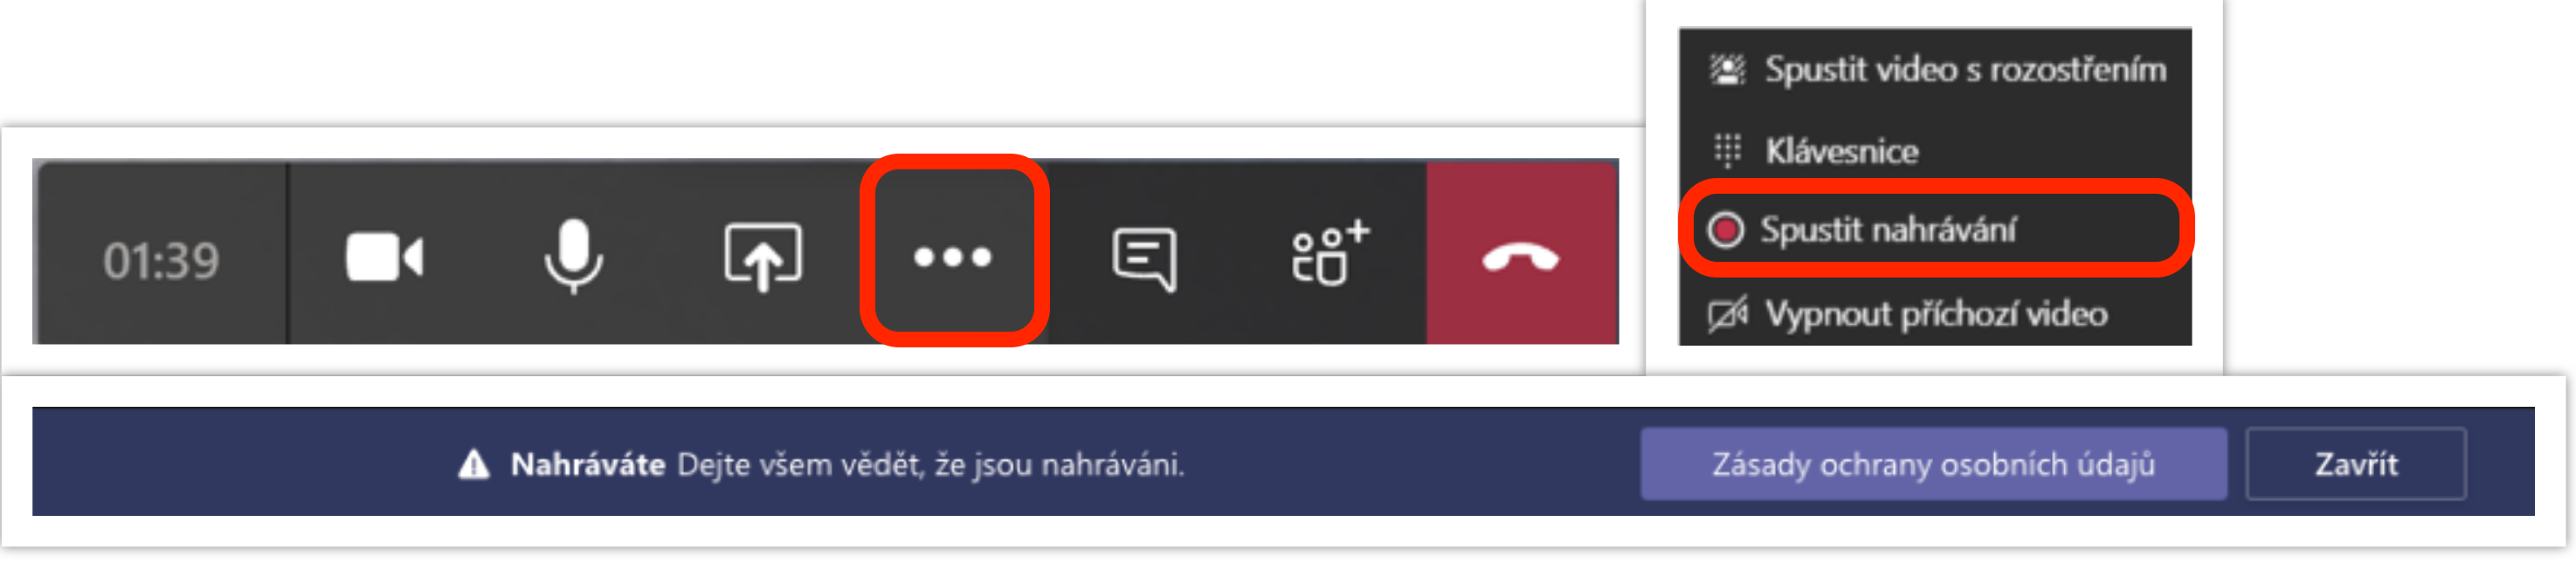 01:39
Spustit video s rozostřením
Klávesnice
Spustit nahrávání
Vypnout příchozí video
Nahráváte Dejte všem vědět, že jsou nahráváni.
Zásady ochrany osobních údajů
Zavřít